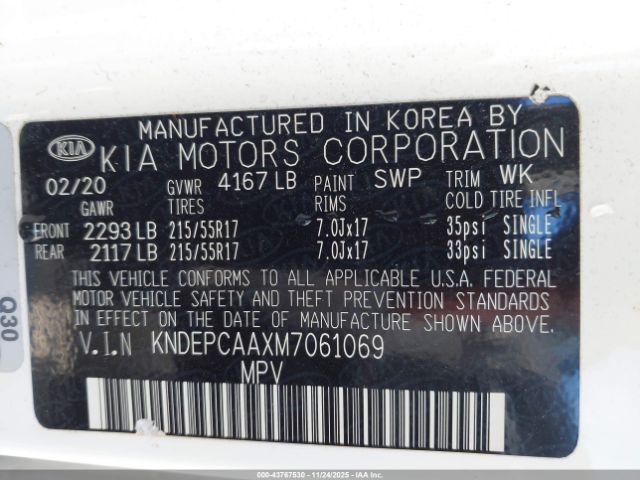 MANUFACTURED IN KOREA BY
KIA KIA MOTORS CORPORATION
02/20 GVWR 4167 LB PAINT SWP TRIM WK
GAWR TIRES RIMS COLD TIRE INFL
FRONT 2293 LB 215/55R17 7.0Jx17 35psi SINGLE
REAR 2117 LB 215/55R17 7.0Jx17 33psi SINGLE
THIS VEHICLE CONFORMS TO ALL APPLICABLE U.S.A. FEDERAL
MOTOR VEHICLE SAFETY AND THEFT PREVENTION STANDARDS
IN EFFECT ON THE DATE OF MANUFACTURE SHOWN ABOVE.
V.I.N KNDEPCAAXM7061069
MPV
Q30
000-43767530 - 11/24/2025 - IAAI.COM